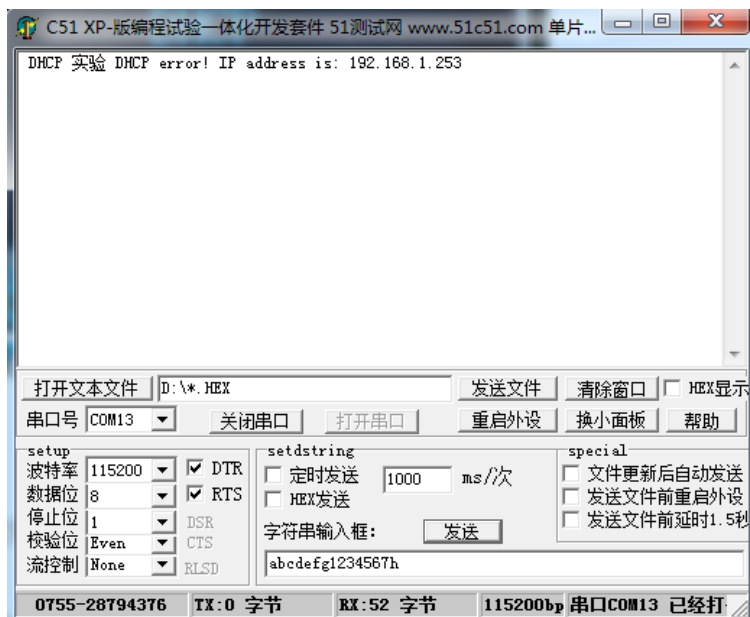 C51 XP-版编程试验一体化开发套件 51测试网 www.51c51.com 单片...
DHCP 实验 DHCP error! IP address is: 192.168.1.253
打开文本文件 D:\*.HEX 发送文件 清除窗口 HEX显示
串口号 COM13 关闭串口 打开串口 重启外设 换小面板 帮助
setup
波特率 115200 DTR
数据位 8 RTS
停止位 1 DSR
校验位 Even CTS
流控制 None RLSD
setdstring
定时发送 1000 ms//次
HEX发送
字符串输入框: 发送
abcdefg1234567h
special
文件更新后自动发送
发送文件前重启外设
发送文件前延时1.5秒
0755-28794376 TX:0 字节 RX:52 字节 115200bp 串口COM13 已经打